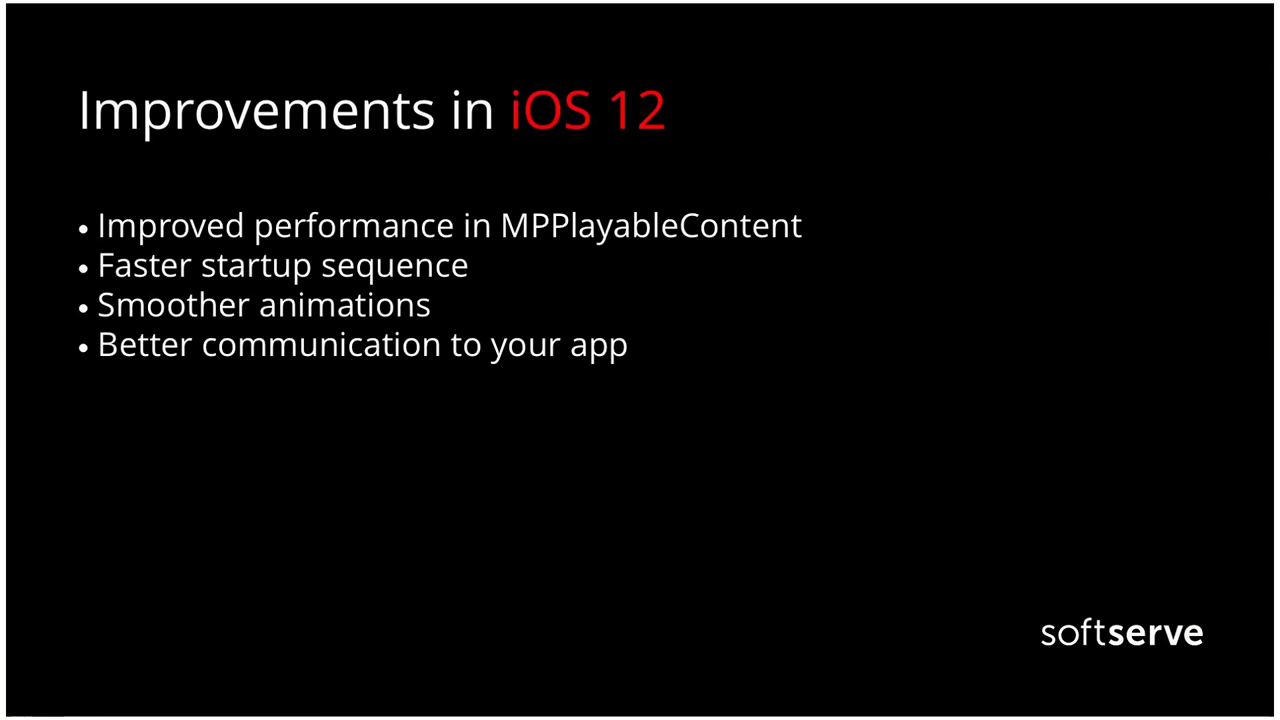 Improvements in iOS 12
• Improved performance in MPPlayableContent
• Faster startup sequence
• Smoother animations
• Better communication to your app
softserve